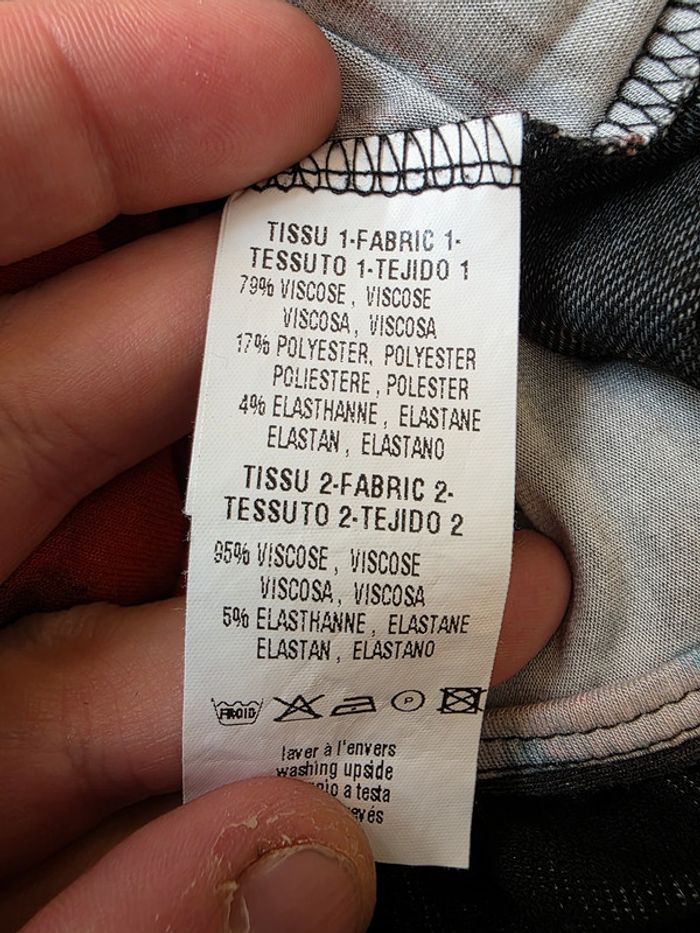 TISSU 1-FABRIC 1-
TESSUTO 1-TEJIDO 1
79% VISCOSE, VISCOSE
VISCOSA, VISCOSA
17% POLYESTER, POLYESTER
POLIESTERE, POLESTER
4% ELASTHANNE, ELASTANE
ELASTAN, ELASTANO
TISSU 2-FABRIC 2-
TESSUTO 2-TEJIDO 2
95% VISCOSE, VISCOSE
VISCOSA, VISCOSA
5% ELASTHANNE, ELASTANE
ELASTAN, ELASTANO
FROID P
laver à l'envers
washing upside
a testa